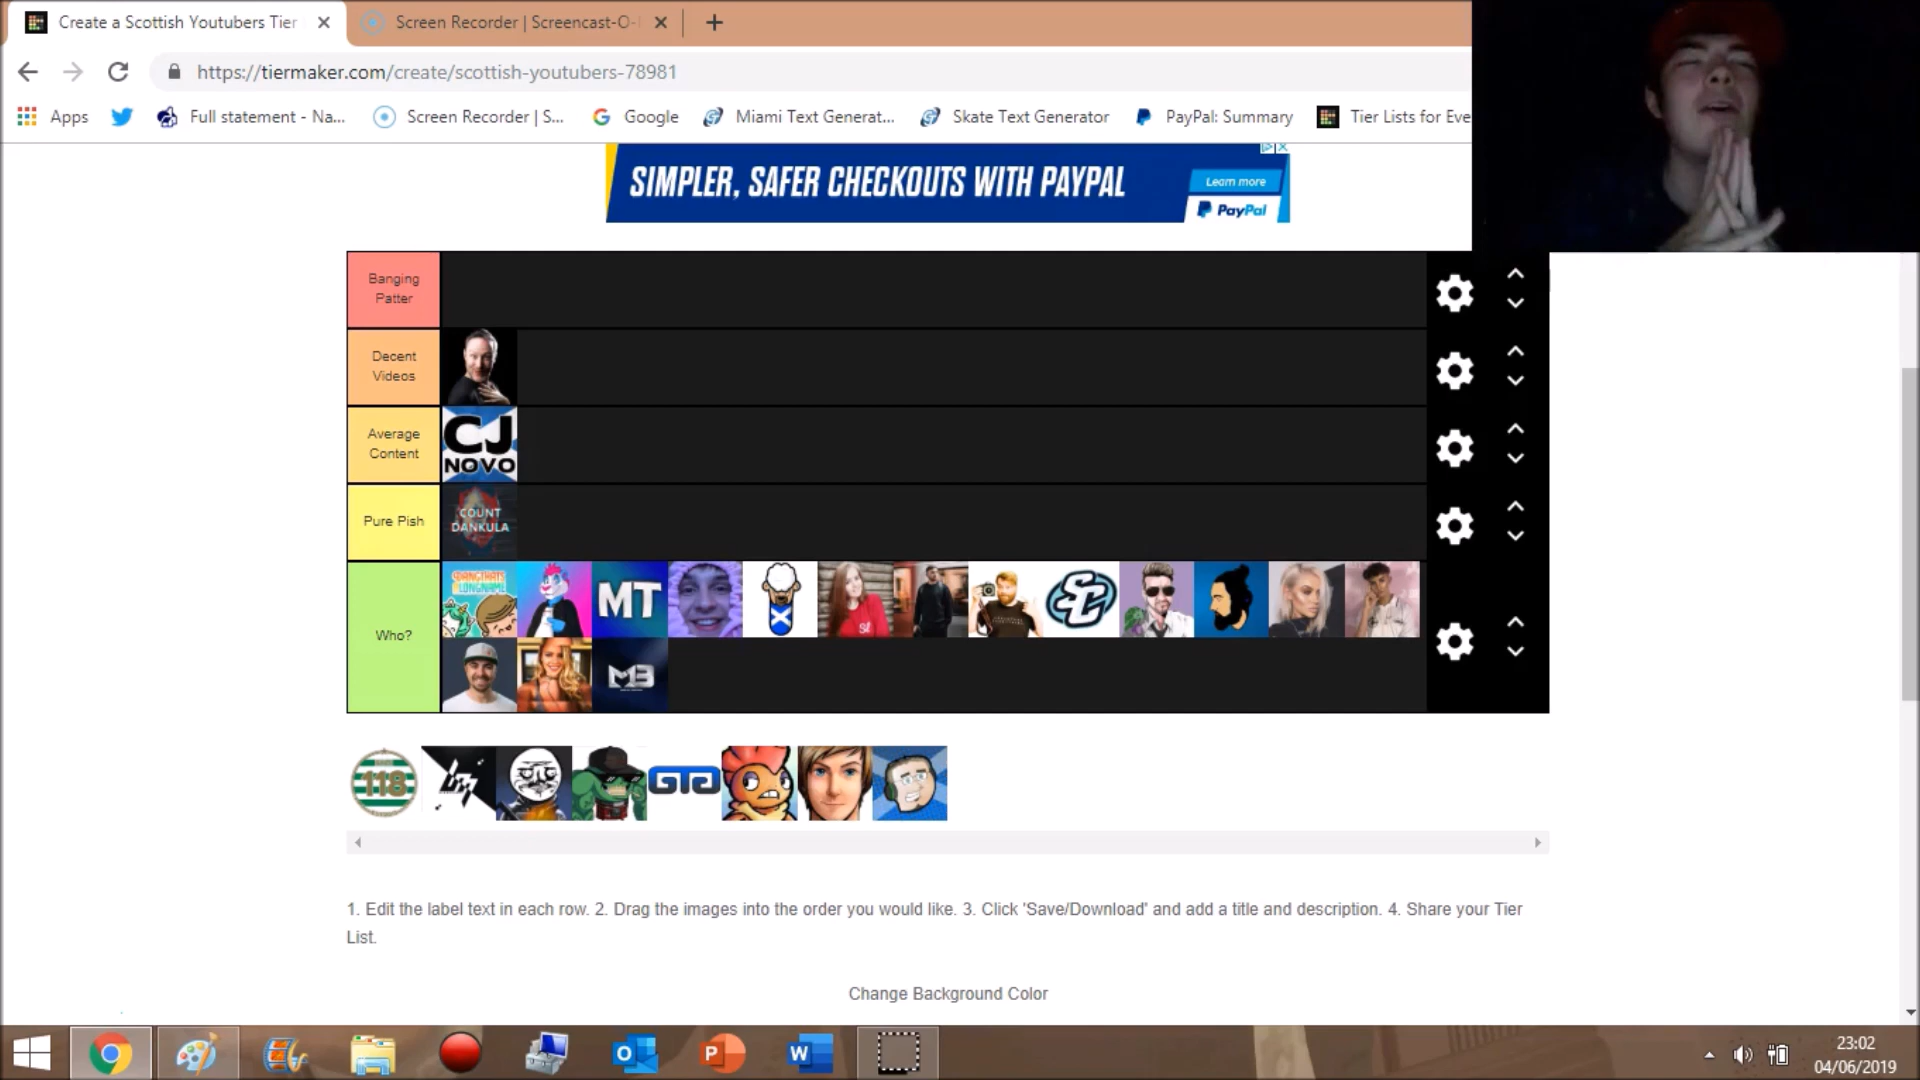 Create a Scottish Youtubers Tier
Screen Recorder | Screencast-O-
https://tiermaker.com/create/scottish-youtubers-78981
Apps
Full statement - Na...
Screen Recorder | S...
Google
Miami Text Generat...
Skate Text Generator
PayPal: Summary
Tier Lists for Eve
SIMPLER, SAFER CHECKOUTS WITH PAYPAL
Learn more
PayPal
Banging
Patter
Decent
Videos
Average
Content
CJ
NOVO
Pure Pish
COUNT
DANKULA
Who?
DANGTHATS
ALONGNAME
MT
SC
M3
118
GTG
1. Edit the label text in each row. 2. Drag the images into the order you would like. 3. Click 'Save/Download' and add a title and description. 4. Share your Tier
List.
Change Background Color
23:02
04/06/2019